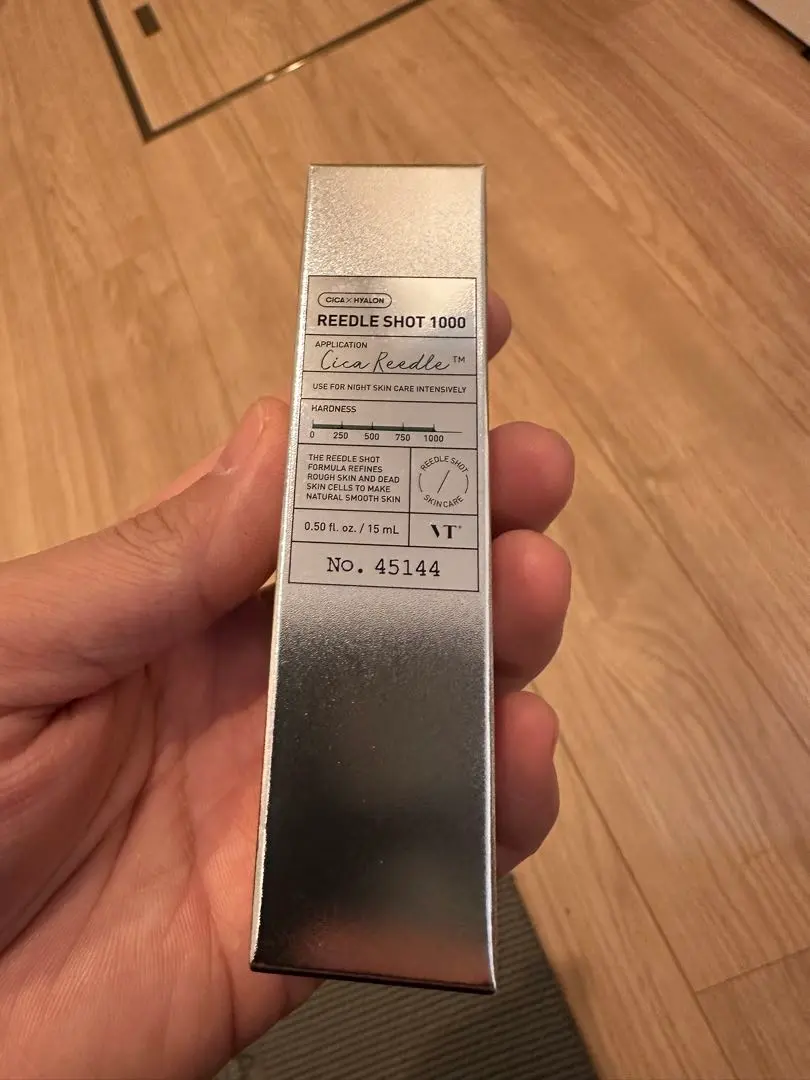 CICA × HYALON
REEDLE SHOT 1000
APPLICATION
Cica Reedle™
USE FOR NIGHT SKIN CARE INTENSIVELY
HARDNESS
0 250 500 750 1000
THE REEDLE SHOT
FORMULA REFINES
ROUGH SKIN AND DEAD
SKIN CELLS TO MAKE
NATURAL SMOOTH SKIN
REEDLE SHOT
SKIN CARE
0.50 fl. oz. / 15 mL
VT®
No. 45144